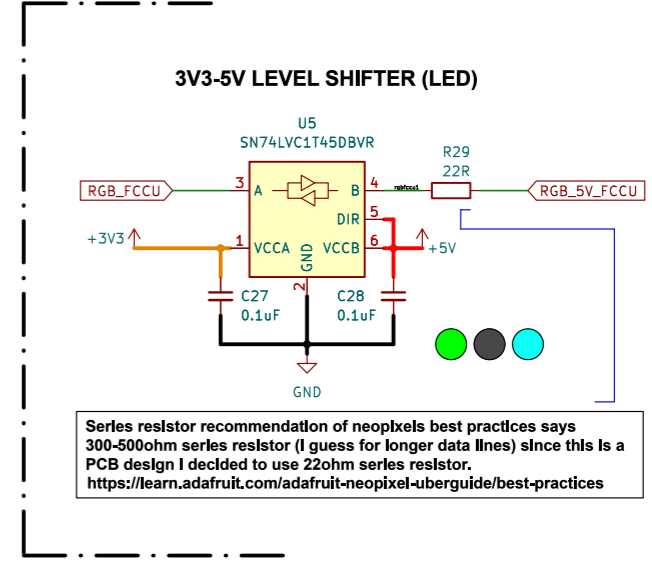 3V3-5V LEVEL SHIFTER (LED)
U5
SN74LVC1T45DBVR
R29
22R
RGB_FCCU
3
A
B
4
rgbfccu1
RGB_5V_FCCU
DIR
5
+3V3
1
VCCA
GND
VCCB
6
+5V
2
C27
0.1uF
C28
0.1uF
GND
Series resistor recommendation of neopixels best practices says
300-500ohm series resistor (I guess for longer data lines) since this is a
PCB design I decided to use 22ohm series resistor.
https://learn.adafruit.com/adafruit-neopixel-uberguide/best-practices